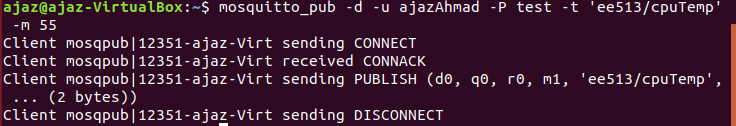 ajaz@ajaz-VirtualBox:~$ mosquitto_pub -d -u ajazAhmad -P test -t 'ee513/cpuTemp'
-m 55
Client mosqpub|12351-ajaz-Virt sending CONNECT
Client mosqpub|12351-ajaz-Virt received CONNACK
Client mosqpub|12351-ajaz-Virt sending PUBLISH (d0, q0, r0, m1, 'ee513/cpuTemp',
... (2 bytes))
Client mosqpub|12351-ajaz-Virt sending DISCONNECT